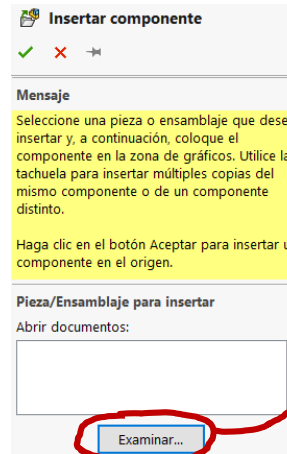 Insertar componente
Mensaje
Seleccione una pieza o ensamblaje que dese
insertar y, a continuación, coloque el
componente en la zona de gráficos. Utilice la
tachuela para insertar múltiples copias del
mismo componente o de un componente
distinto.
Haga clic en el botón Aceptar para insertar u
componente en el origen.
Pieza/Ensamblaje para insertar
Abrir documentos:
Examinar...